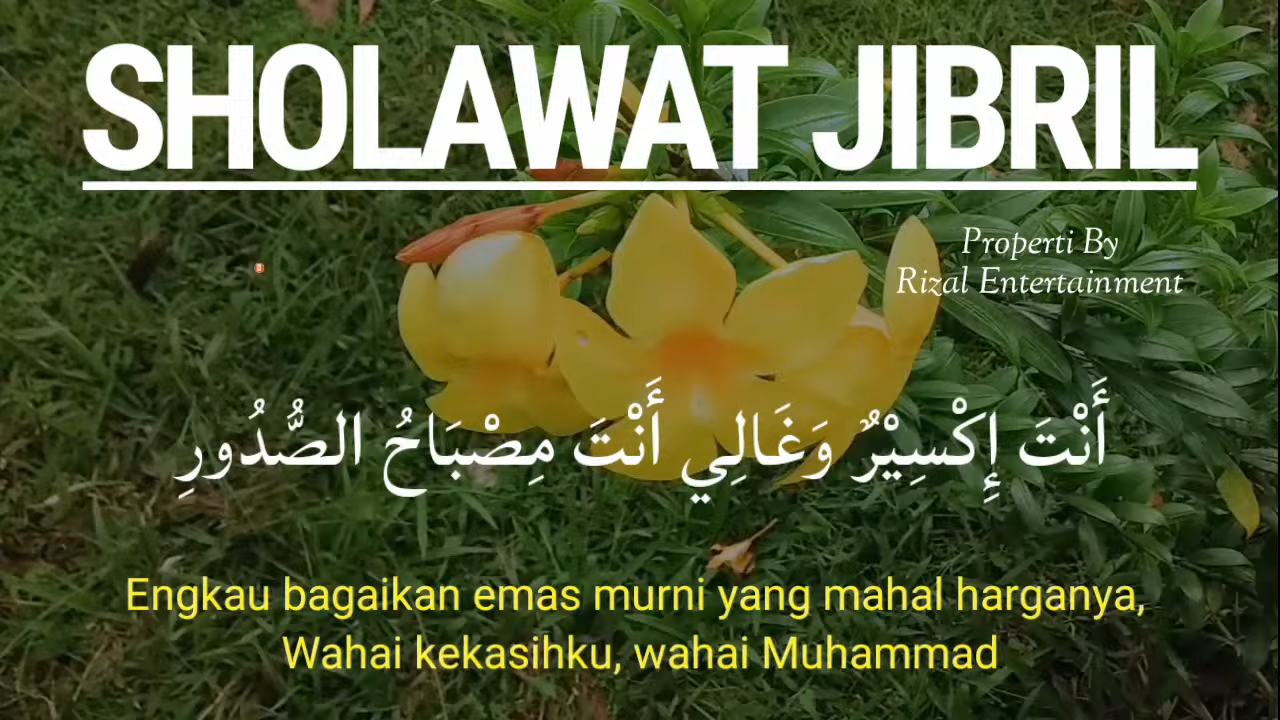 SHOLAWAT JIBRIL
Properti By
Rizal Entertainment
أَنْتَ إِكْسِيْرٌ وَغَالِي أَنْتَ مِصْبَاحُ الصُّدُورِ
Engkau bagaikan emas murni yang mahal harganya,
Wahai kekasihku, wahai Muhammad